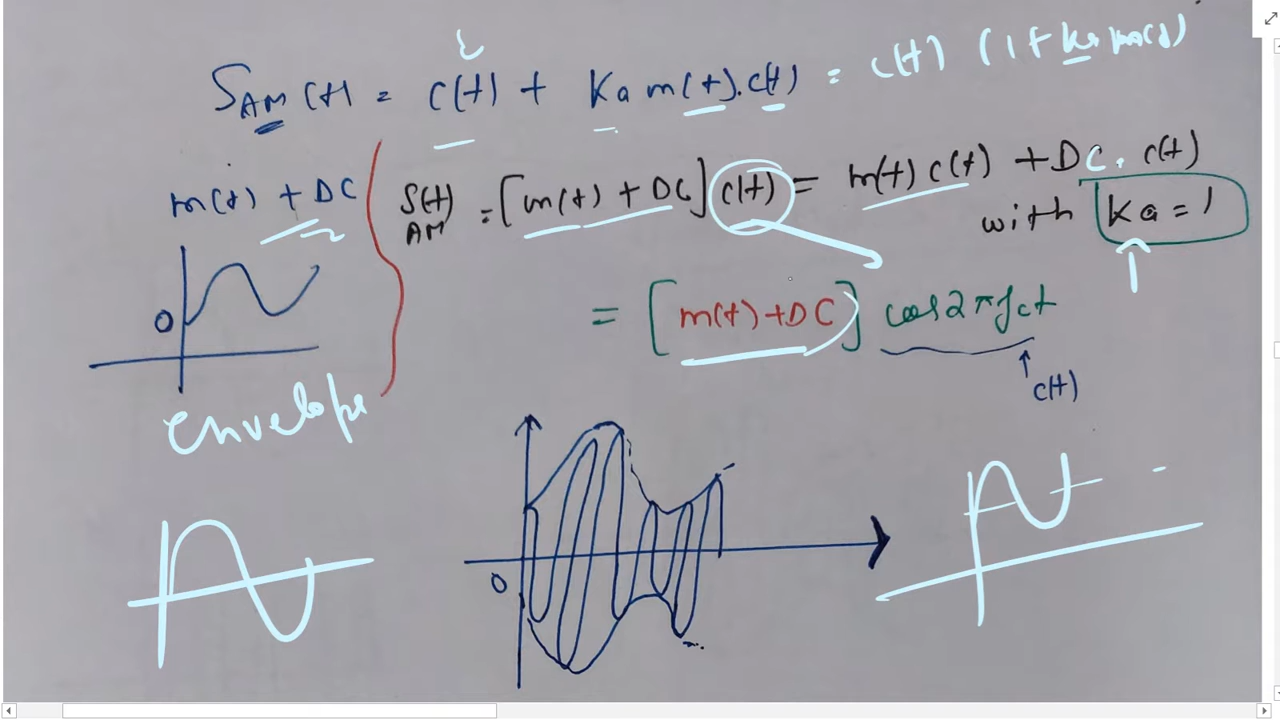 S_AM(t) = c(t) + Ka m(t).c(t) = c(t) (1 + Ka m(t))
m(t) + DC
S(t)_AM = [m(t) + DC] c(t) = m(t) c(t) + DC. c(t)
with Ka = 1
= [m(t) + DC] cos2πfct
c(t)
0
envelope
0